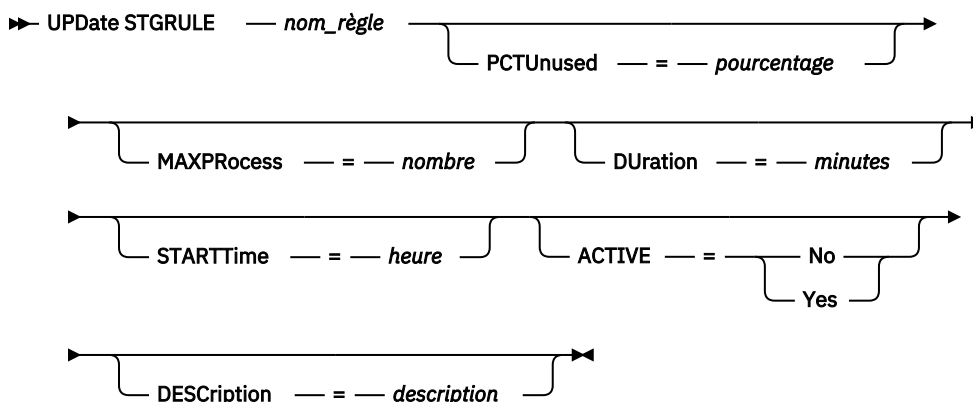 UPDate STGRULE nom_règle
PCTUnused = pourcentage
MAXPRocess = nombre DUration = minutes
STARTTime = heure ACTIVE = No
Yes
DESCription = description